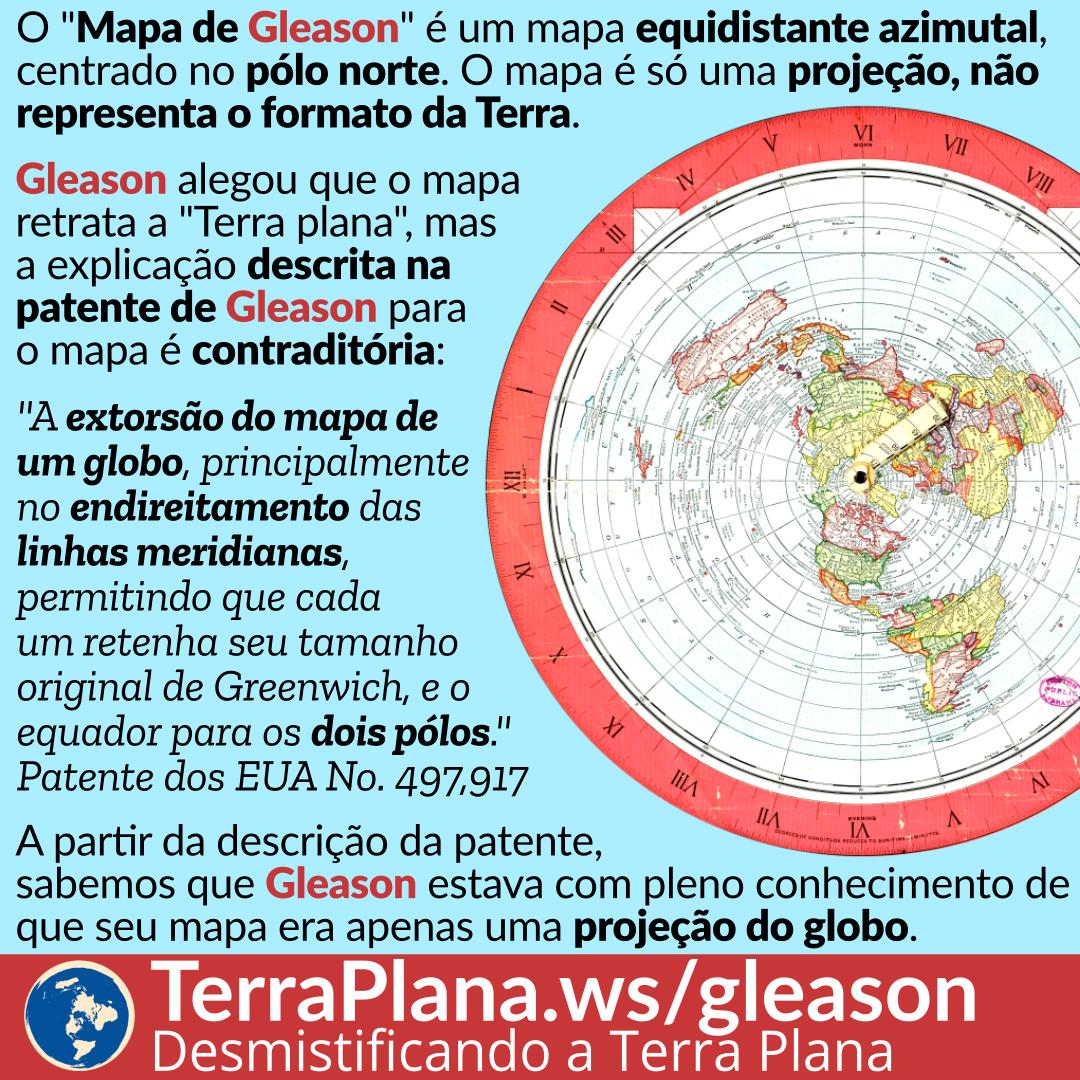 O "Mapa de Gleason" é um mapa equidistante azimutal,
centrado no pólo norte. O mapa é só uma projeção, não
representa o formato da Terra.
Gleason alegou que o mapa
retrata a "Terra plana", mas
a explicação descrita na
patente de Gleason para
o mapa é contraditória:
"A extorsão do mapa de
um globo, principalmente
no endireitamento das
linhas meridianas,
permitindo que cada
um retenha seu tamanho
original de Greenwich, e o
equador para os dois pólos."
Patente dos EUA No. 497,917
A partir da descrição da patente,
sabemos que Gleason estava com pleno conhecimento de
que seu mapa era apenas uma projeção do globo.
I
II
III
IV
V
VI
MORN
VII
VIII
XII
XI
X
IX
VIII
VII
EVENING
VI
V
IV
TerraPlana.ws/gleason
Desmistificando a Terra Plana